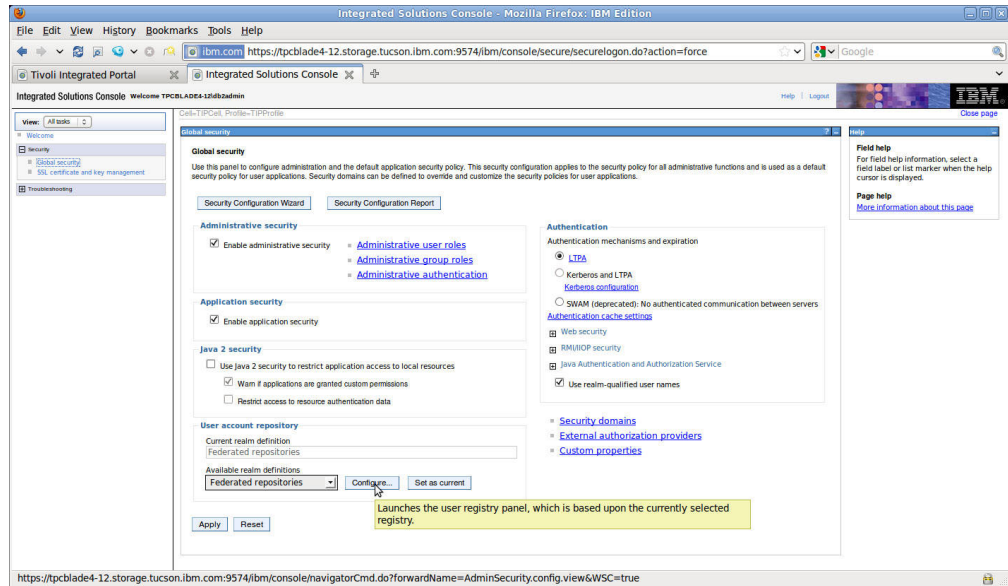 Integrated Solutions Console - Mozilla Firefox: IBM Edition
File Edit View History Bookmarks Tools Help
ibm.com https://tpcblade4-12.storage.tucson.ibm.com:9574/ibm/console/secure/securelogon.do?action=force
Google
Tivoli Integrated Portal
Integrated Solutions Console
Integrated Solutions Console Welcome TPCBLADE4-12\db2admin
Help | Logout
IBM.
View: All tasks
Cell=TIPCell, Profile=TIPProfile
Close page
Welcome
Security
Global security
SSL certificate and key management
Troubleshooting
Global security
Global security
Use this panel to configure administration and the default application security policy. This security configuration applies to the security policy for all administrative functions and is used as a default
security policy for user applications. Security domains can be defined to override and customize the security policies for user applications.
Security Configuration Wizard
Security Configuration Report
Administrative security
Enable administrative security
Administrative user roles
Administrative group roles
Administrative authentication
Application security
Enable application security
Java 2 security
Use Java 2 security to restrict application access to local resources
Warn if applications are granted custom permissions
Restrict access to resource authentication data
User account repository
Current realm definition
Federated repositories
Available realm definitions
Federated repositories
Configure...
Set as current
Launches the user registry panel, which is based upon the currently selected
registry.
Apply
Reset
Authentication
Authentication mechanisms and expiration
LTPA
Kerberos and LTPA
Kerberos configuration
SWAM (deprecated): No authenticated communication between servers
Authentication cache settings
Web security
RMI/IIOP security
Java Authentication and Authorization Service
Use realm-qualified user names
Security domains
External authorization providers
Custom properties
Help
Field help
For field help information, select a
field label or list marker when the help
cursor is displayed.
Page help
More information about this page
https://tpcblade4-12.storage.tucson.ibm.com:9574/ibm/console/navigatorCmd.do?forwardName=AdminSecurity.config.view&WSC=true